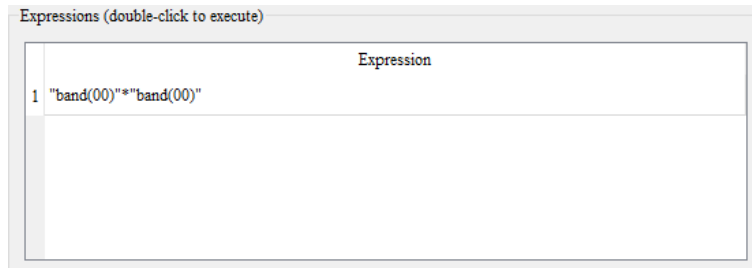 Expressions (double-click to execute)
Expression
1 "band(00)"*"band(00)"